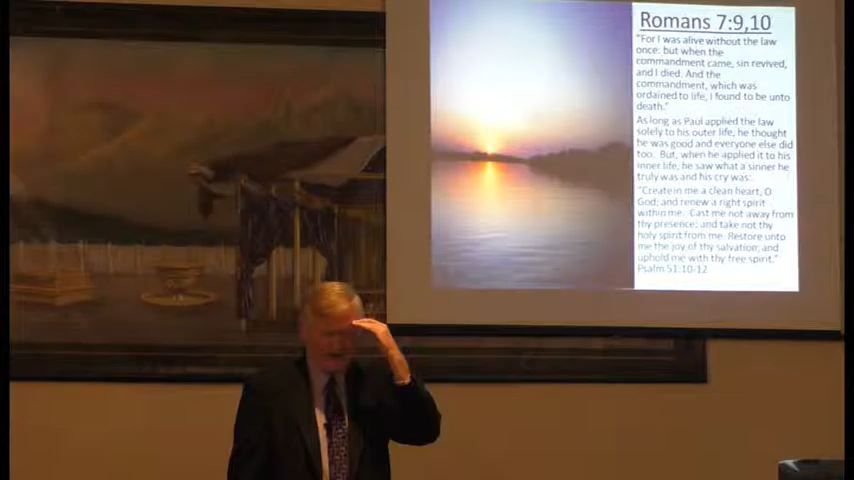 Romans 7:9,10
"For I was alive without the law
once: but when the
commandment came, sin revived,
and I died. And the
commandment, which was
ordained to life, I found to be unto
death."
As long as Paul applied the law
solely to his outer life, he thought
he was good and everyone else did
too. But, when he applied it to his
inner life, he saw what a sinner he
truly was and his cry was:
"Create in me a clean heart, O
God; and renew a right spirit
within me. Cast me not away from
thy presence; and take not thy
holy spirit from me. Restore unto
me the joy of thy salvation; and
uphold me with thy free spirit."
Psalm 51:10-12